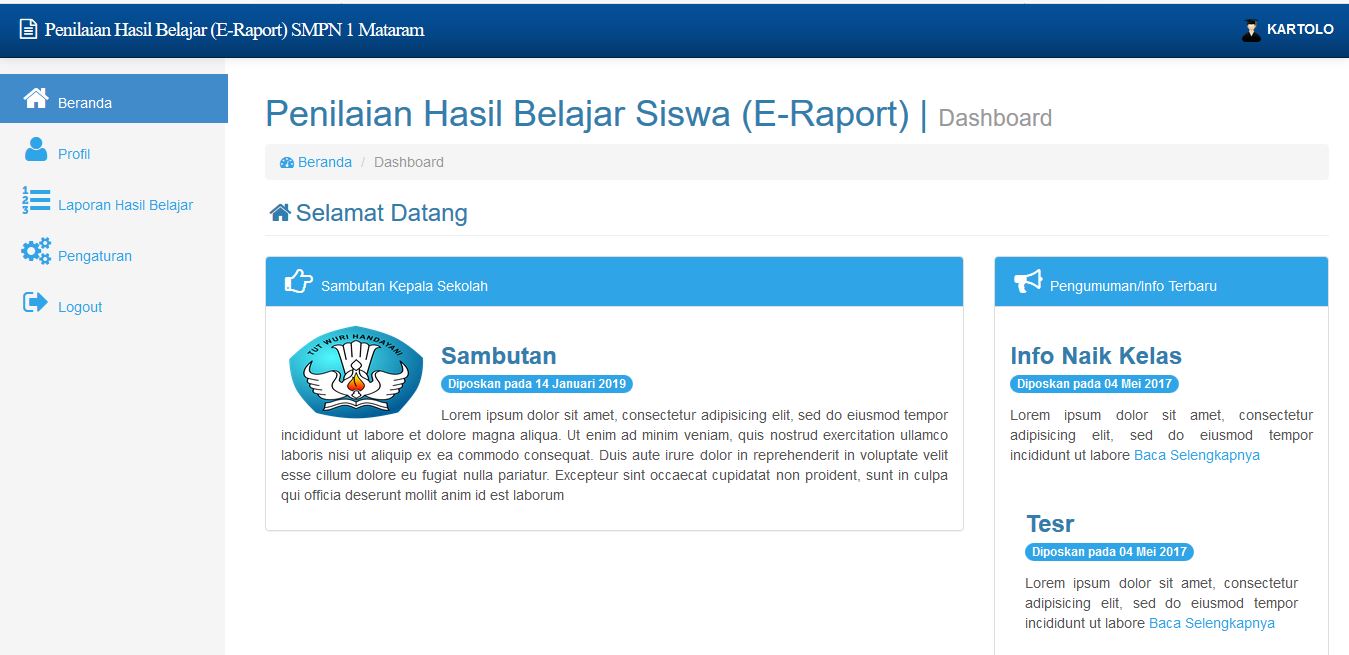 Penilaian Hasil Belajar (E-Raport) SMPN 1 Mataram
KARTOLO
Beranda
Profil
Laporan Hasil Belajar
Pengaturan
Logout
Penilaian Hasil Belajar Siswa (E-Raport) | Dashboard
Beranda / Dashboard
Selamat Datang
Sambutan Kepala Sekolah
TUT WURI HANDAYANI
Sambutan
Diposkan pada 14 Januari 2019
Lorem ipsum dolor sit amet, consectetur adipisicing elit, sed do eiusmod tempor
incididunt ut labore et dolore magna aliqua. Ut enim ad minim veniam, quis nostrud exercitation ullamco
laboris nisi ut aliquip ex ea commodo consequat. Duis aute irure dolor in reprehenderit in voluptate velit
esse cillum dolore eu fugiat nulla pariatur. Excepteur sint occaecat cupidatat non proident, sunt in culpa
qui officia deserunt mollit anim id est laborum
Pengumuman/Info Terbaru
Info Naik Kelas
Diposkan pada 04 Mei 2017
Lorem ipsum dolor sit amet, consectetur
adipisicing elit, sed do eiusmod tempor
incididunt ut labore Baca Selengkapnya
Tesr
Diposkan pada 04 Mei 2017
Lorem ipsum dolor sit amet, consectetur
adipisicing elit, sed do eiusmod tempor
incididunt ut labore Baca Selengkapnya